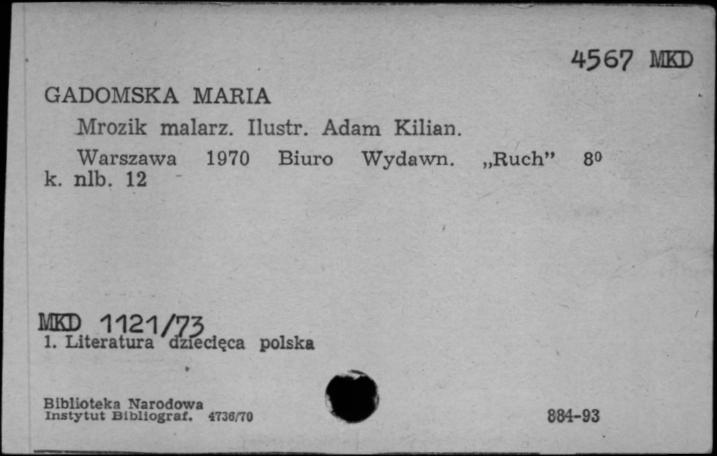 4567 MKD
GADOMSKA MARIA
Mrozik malarz. Ilustr. Adam Kilian.
Warszawa 1970 Biuro Wydawn. „Ruch” 8⁰
k. nlb. 12
MKD 1121/73
1. Literatura dziecięca polska
Biblioteka Narodowa
Instytut Bibliograf. 4736/70
884-93